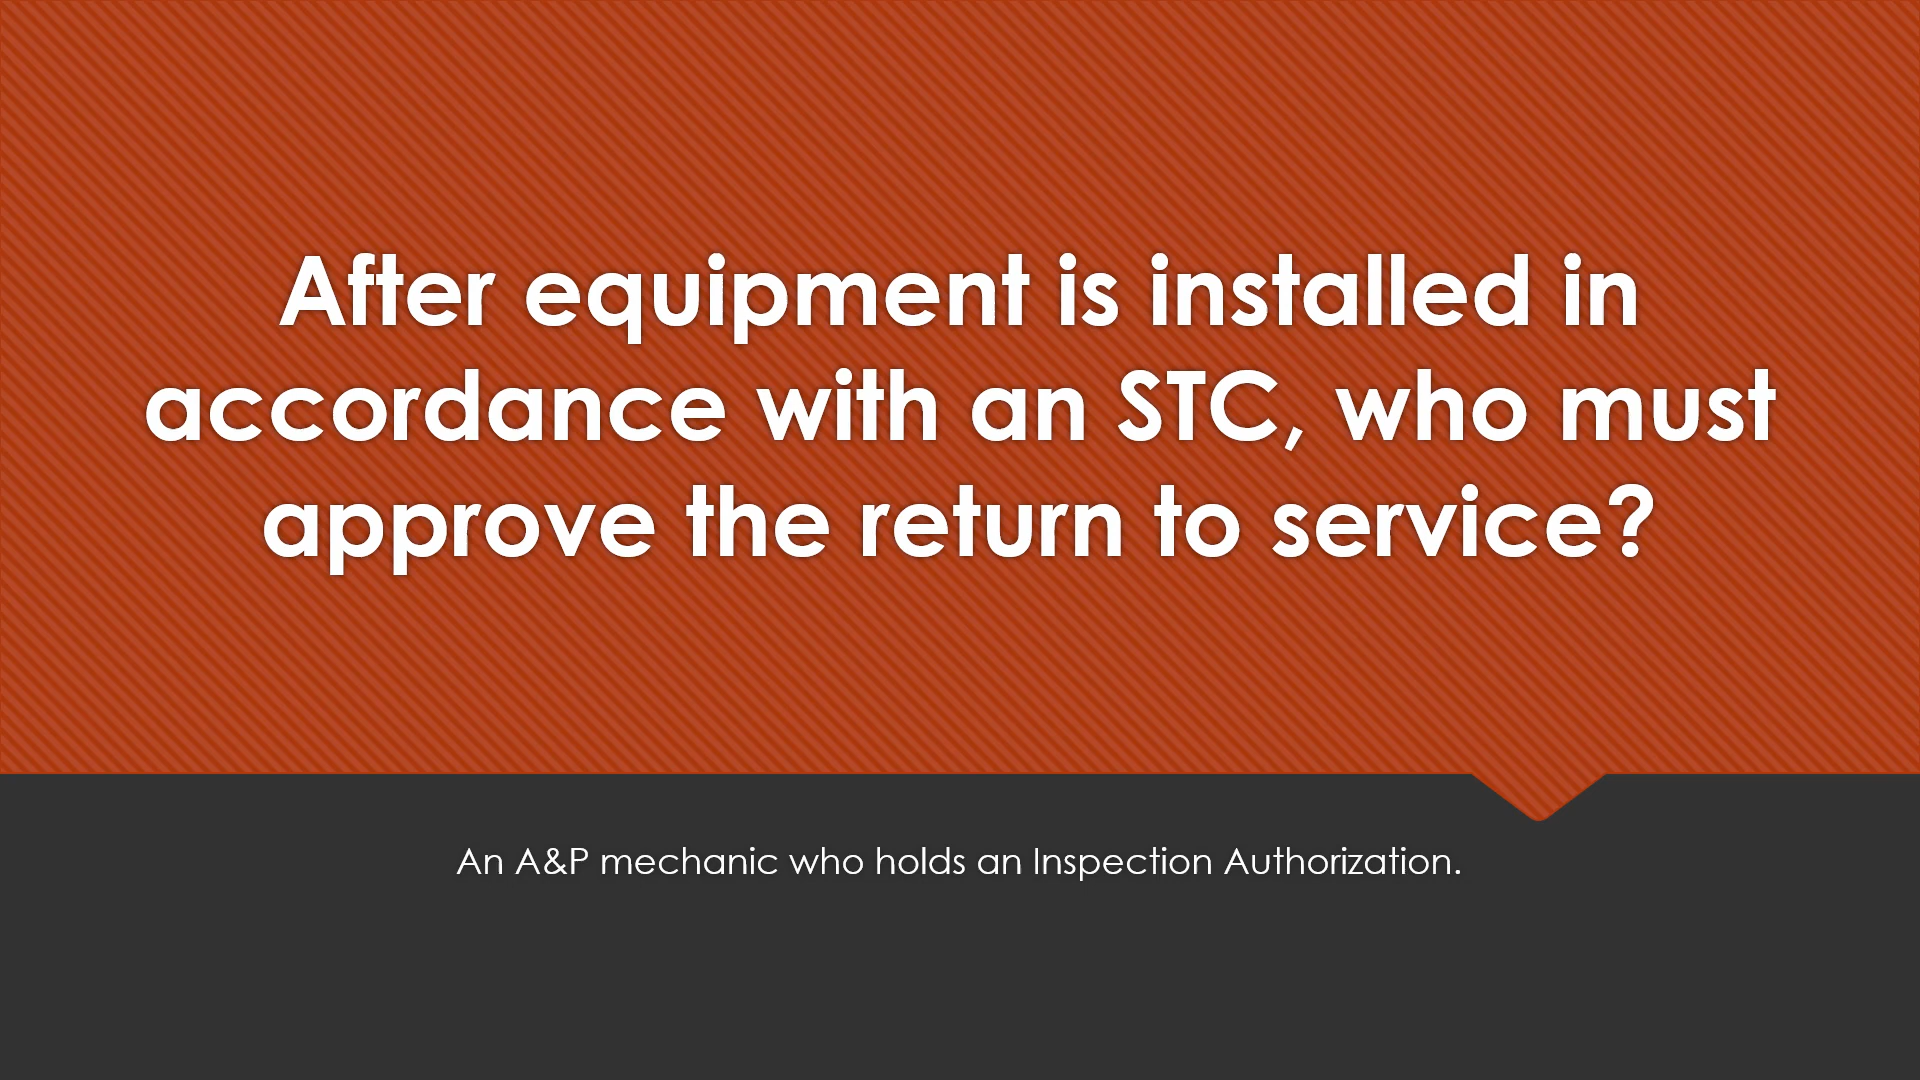 After equipment is installed in
accordance with an STC, who must
approve the return to service?
An A&P mechanic who holds an Inspection Authorization.